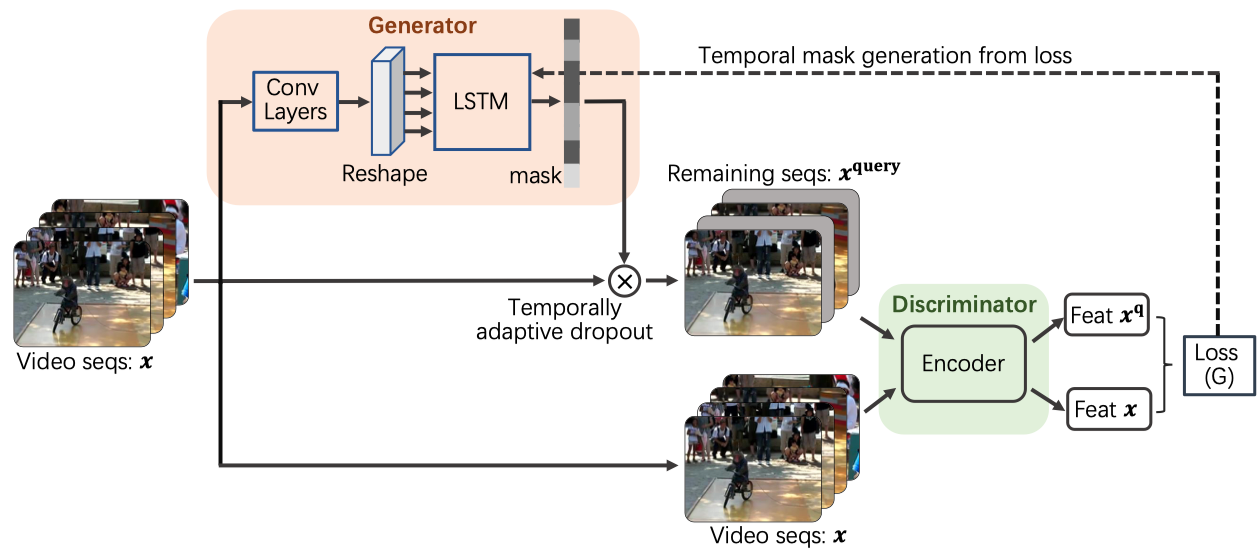 Generator
Temporal mask generation from loss
Conv
Layers
LSTM
Reshape
mask
Remaining seqs: x^query
Temporally
adaptive dropout
Video seqs: x
Discriminator
Encoder
Feat x^q
Feat x
Loss
(G)
Video seqs: x